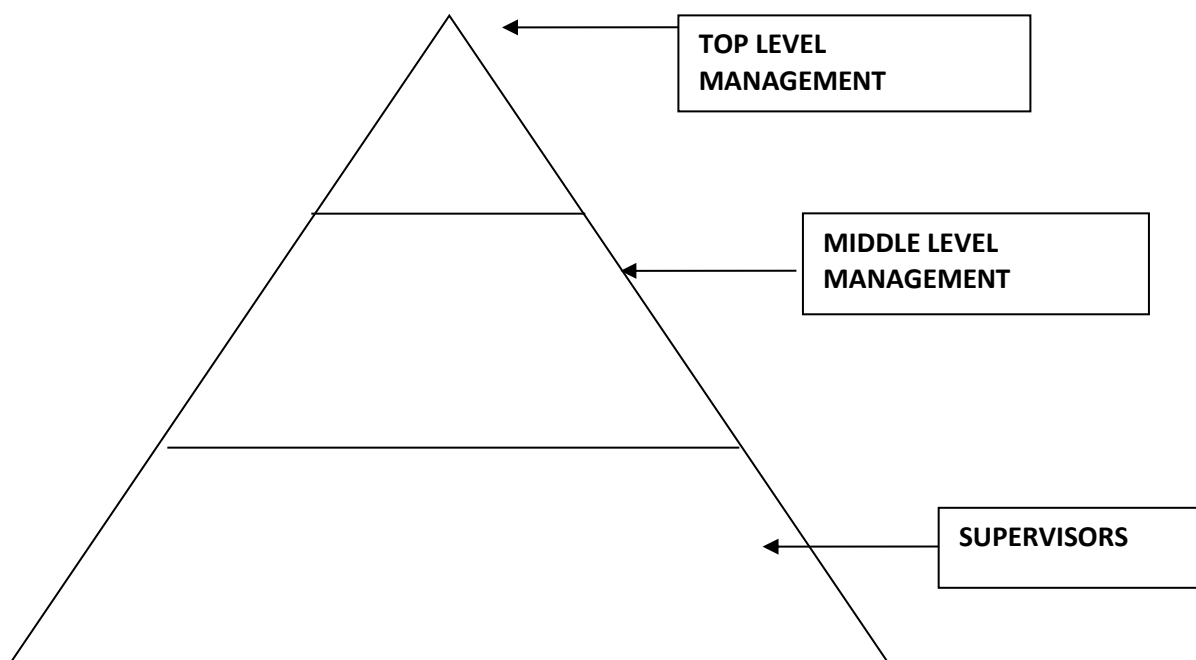 TOP LEVEL
MANAGEMENT
MIDDLE LEVEL
MANAGEMENT
SUPERVISORS